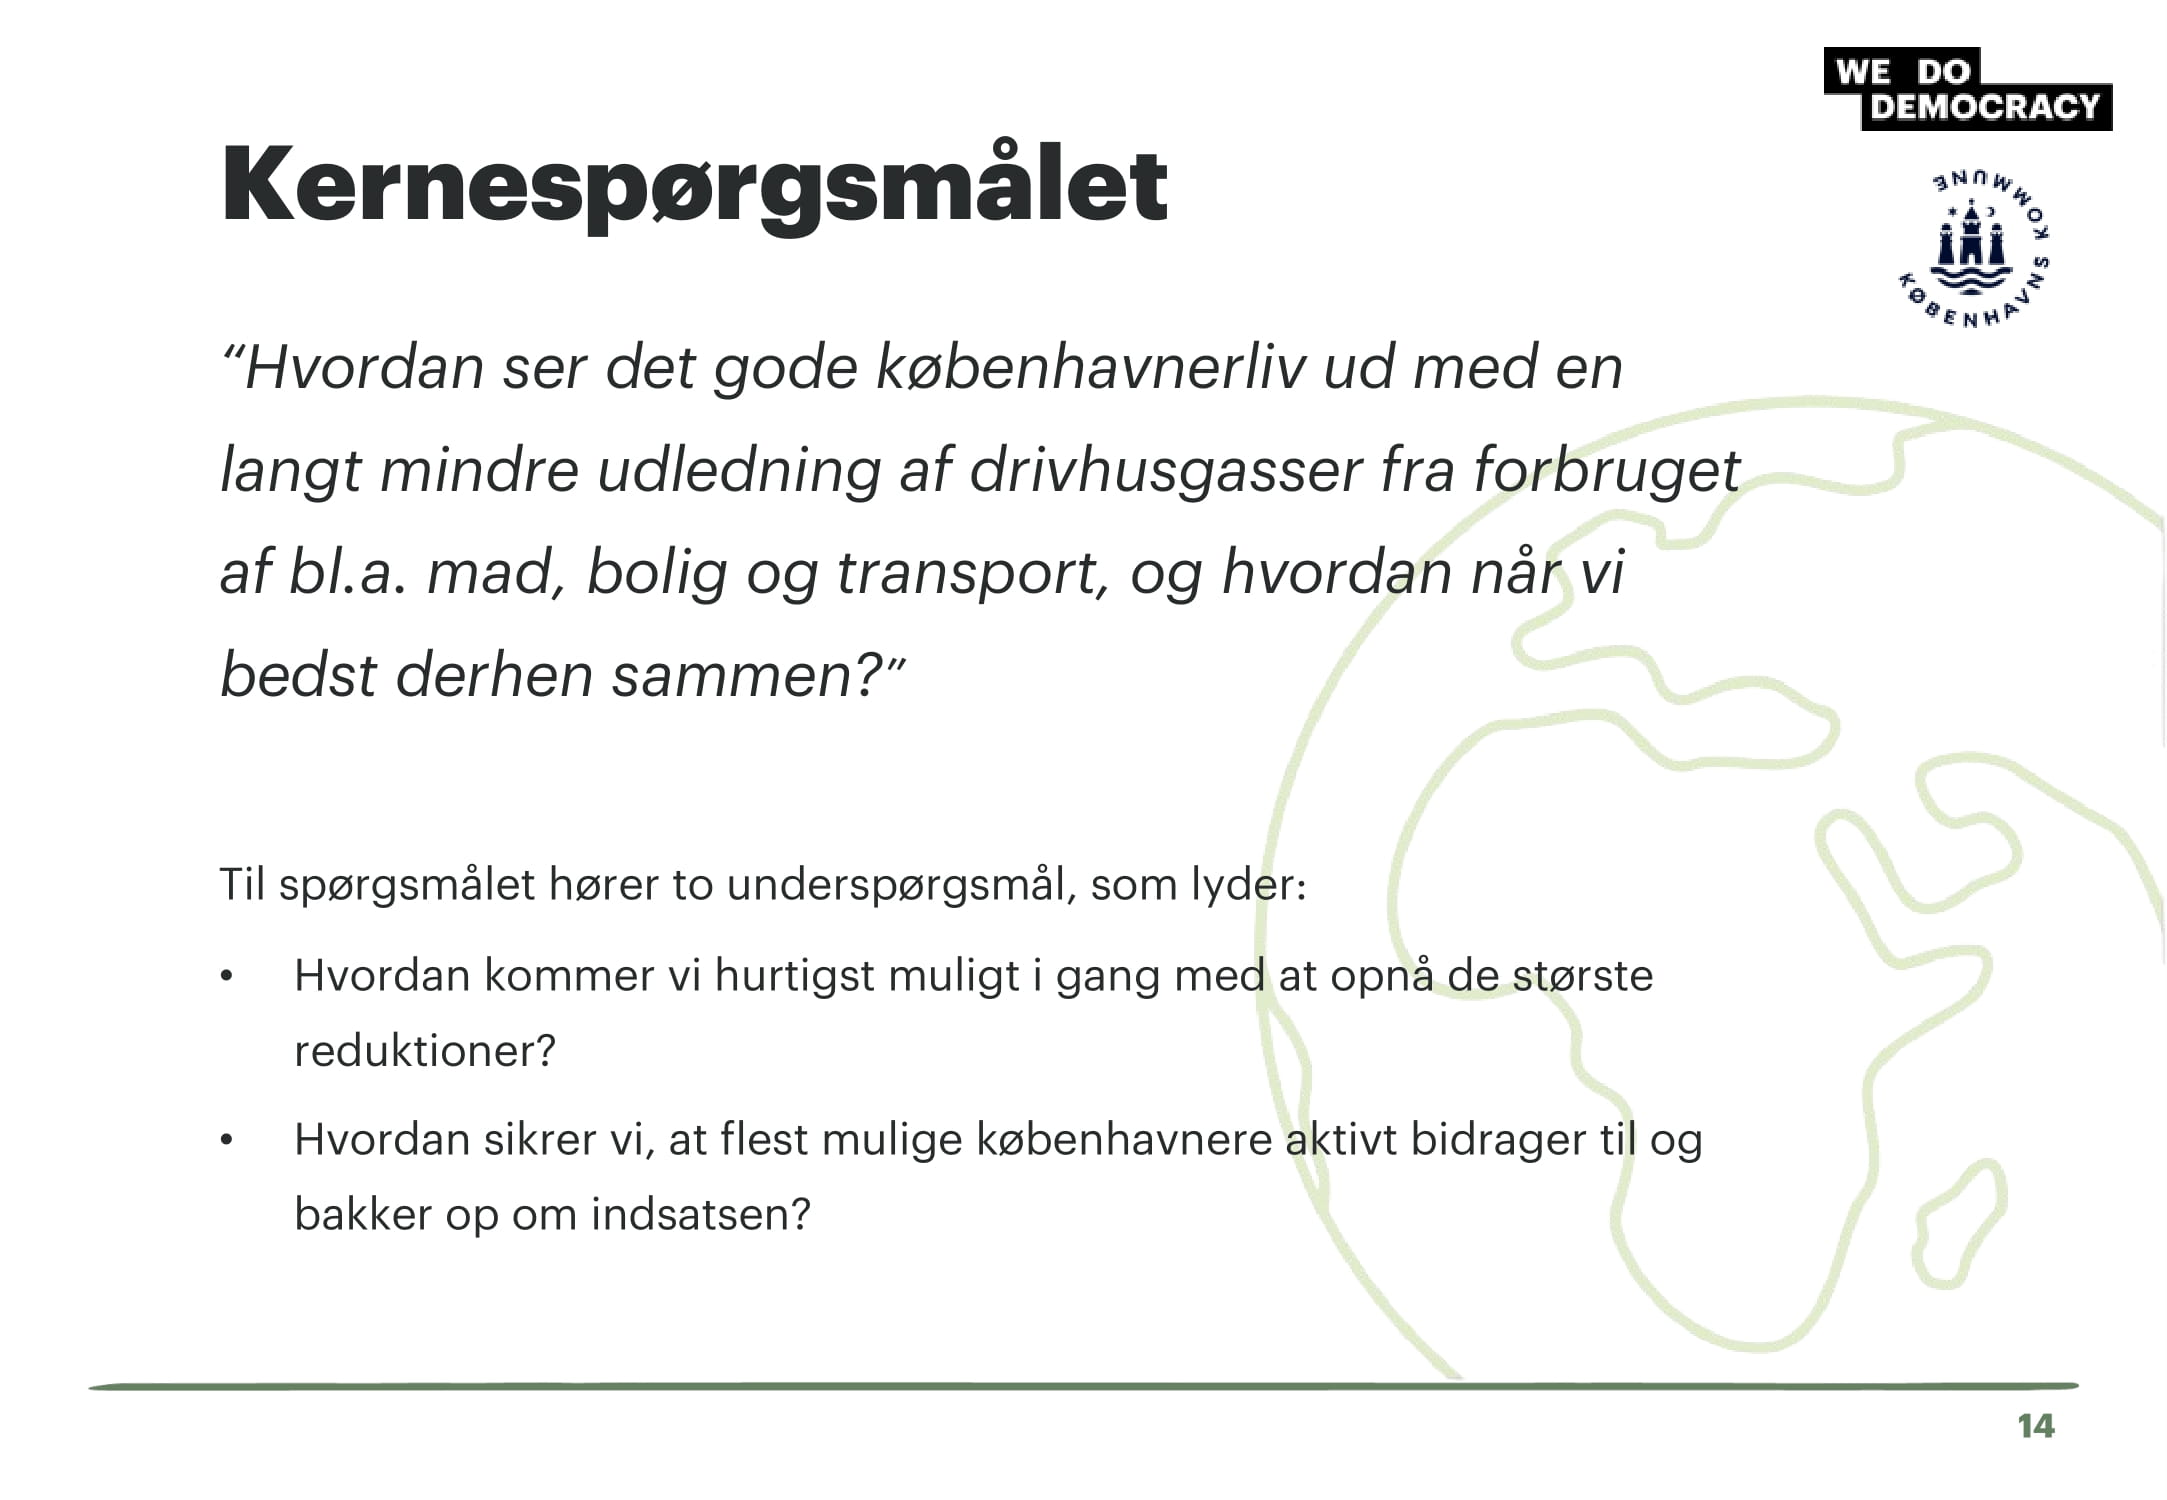 WE DO
DEMOCRACY
KØBENHAVNS KOMMUNE
Kernespørgsmålet
“Hvordan ser det gode københavnerliv ud med en
langt mindre udledning af drivhusgasser fra forbruget
af bl.a. mad, bolig og transport, og hvordan når vi
bedst derhen sammen?”
Til spørgsmålet hører to underspørgsmål, som lyder:
• Hvordan kommer vi hurtigst muligt i gang med at opnå de største
reduktioner?
• Hvordan sikrer vi, at flest mulige københavnere aktivt bidrager til og
bakker op om indsatsen?
14